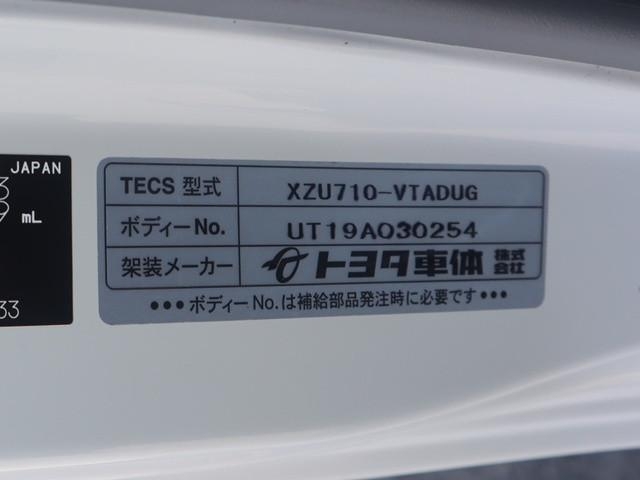 JAPAN
3
9 mL
33
TECS 型式 XZU710-VTADUG
ボディーNo. UT19A030254
架装メーカー トヨタ車体 株式会社
●●●ボディーNo.は補給部品発注時に必要です●●●